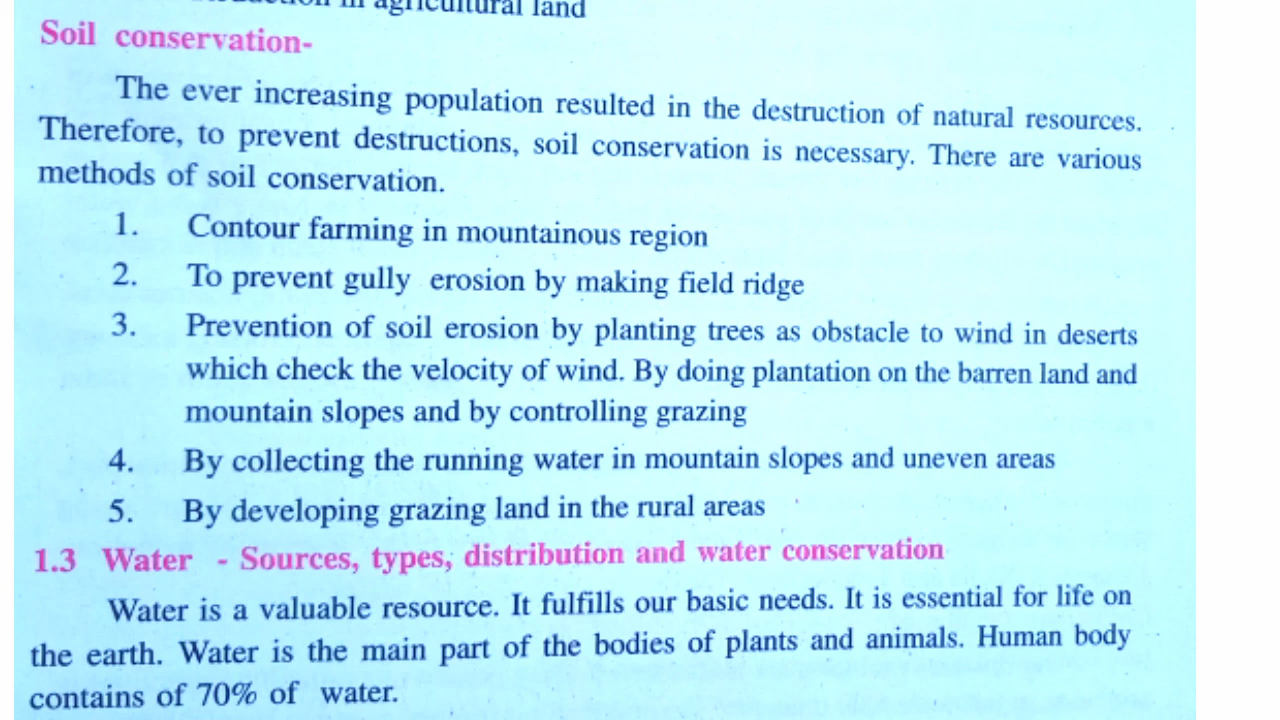 in agricultural land
Soil conservation-
The ever increasing population resulted in the destruction of natural resources.
Therefore, to prevent destructions, soil conservation is necessary. There are various
methods of soil conservation.
1. Contour farming in mountainous region
2. To prevent gully erosion by making field ridge
3. Prevention of soil erosion by planting trees as obstacle to wind in deserts
which check the velocity of wind. By doing plantation on the barren land and
mountain slopes and by controlling grazing
4. By collecting the running water in mountain slopes and uneven areas
5. By developing grazing land in the rural areas
1.3 Water - Sources, types, distribution and water conservation
Water is a valuable resource. It fulfills our basic needs. It is essential for life on
the earth. Water is the main part of the bodies of plants and animals. Human body
contains of 70% of water.